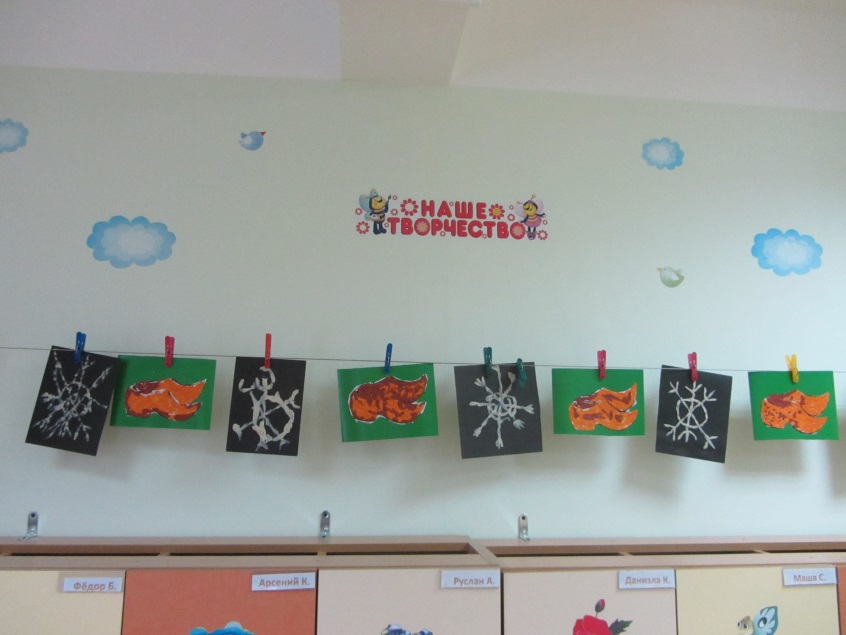 НАШЕ
ТВОРЧЕСТВО
Фёдор Б.
Арсений К.
Руслан А.
Даниэла К.
Маша С.